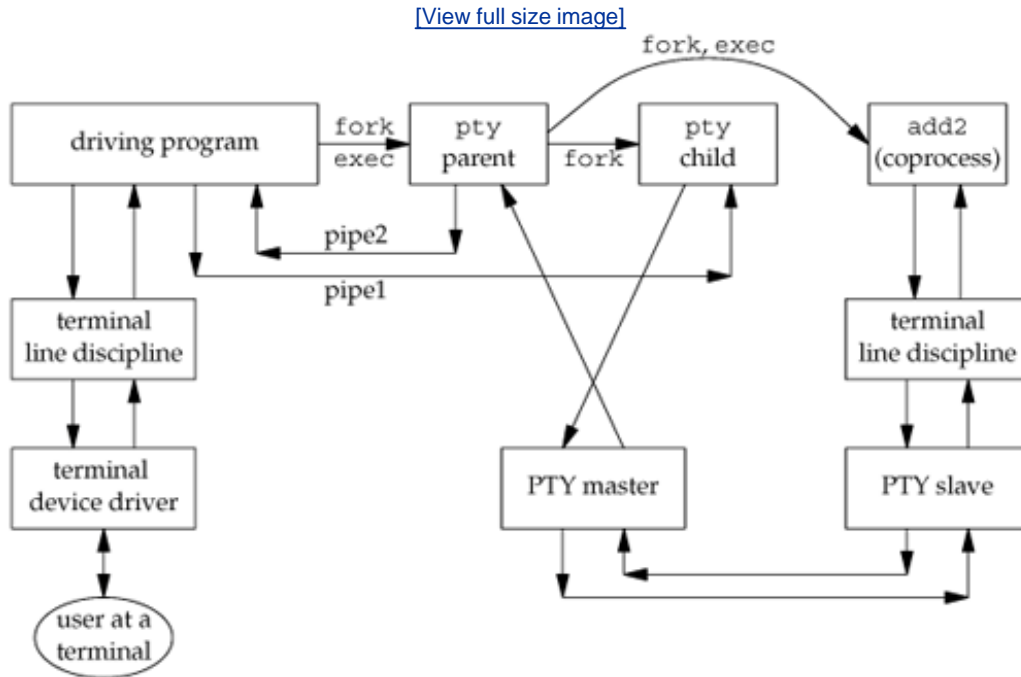 [View full size image]
fork, exec
driving program
fork
exec
pty
parent
fork
pty
child
add2
(coprocess)
pipe2
pipe1
terminal
line discipline
terminal
line discipline
terminal
device driver
PTY master
PTY slave
user at a
terminal